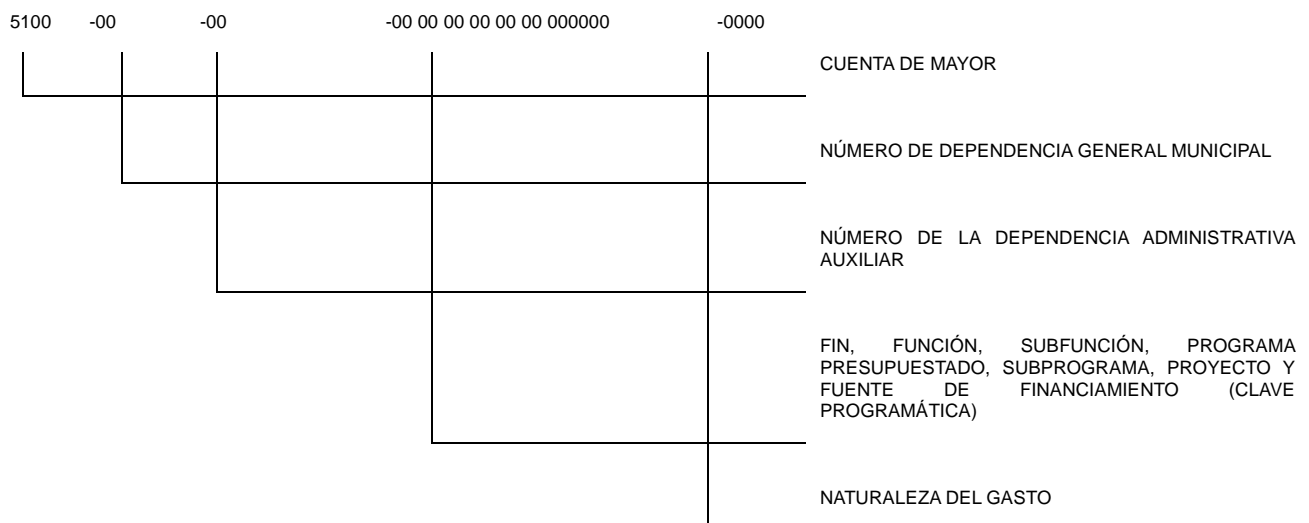 5100 -00 -00 -00 00 00 00 00 00 000000 -0000
CUENTA DE MAYOR
NÚMERO DE DEPENDENCIA GENERAL MUNICIPAL
NÚMERO DE LA DEPENDENCIA ADMINISTRATIVA
AUXILIAR
FIN, FUNCIÓN, SUBFUNCIÓN, PROGRAMA
PRESUPUESTADO, SUBPROGRAMA, PROYECTO Y
FUENTE DE FINANCIAMIENTO (CLAVE
PROGRAMÁTICA)
NATURALEZA DEL GASTO